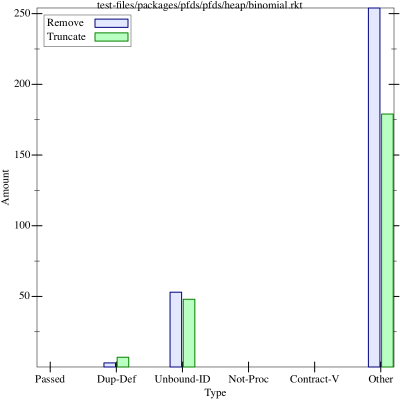 test-files/packages/pfds/pfds/heap/binomial.rkt
Remove
Truncate
250
200
150
100
50
Amount
Passed Dup-Def Unbound-ID Not-Proc Contract-V Other
Type